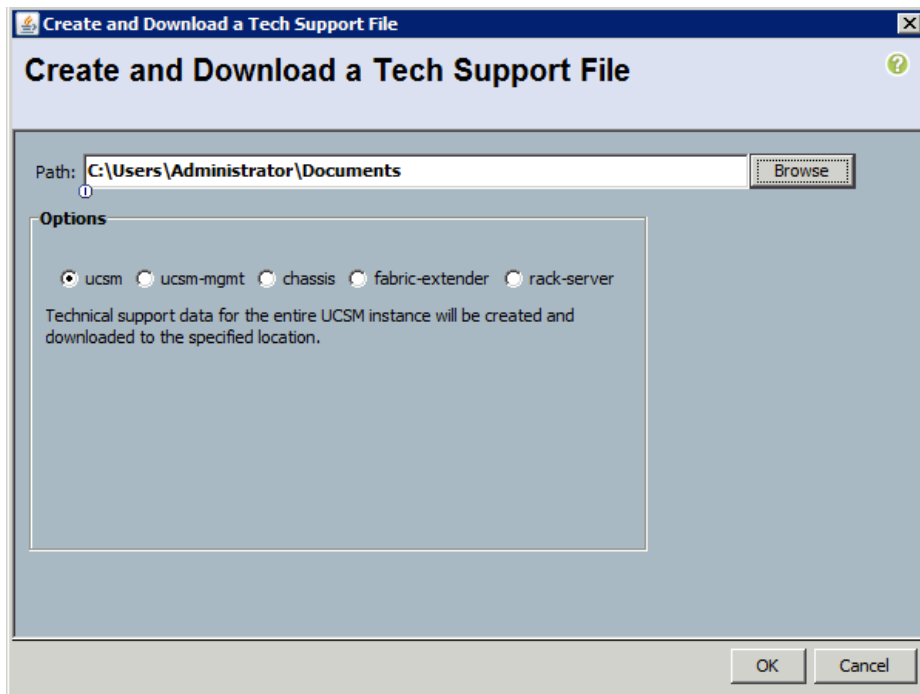 Create and Download a Tech Support File
Create and Download a Tech Support File
Path: C:\Users\Administrator\Documents Browse
Options
ucsm ucsm-mgmt chassis fabric-extender rack-server
Technical support data for the entire UCSM instance will be created and
downloaded to the specified location.
OK Cancel